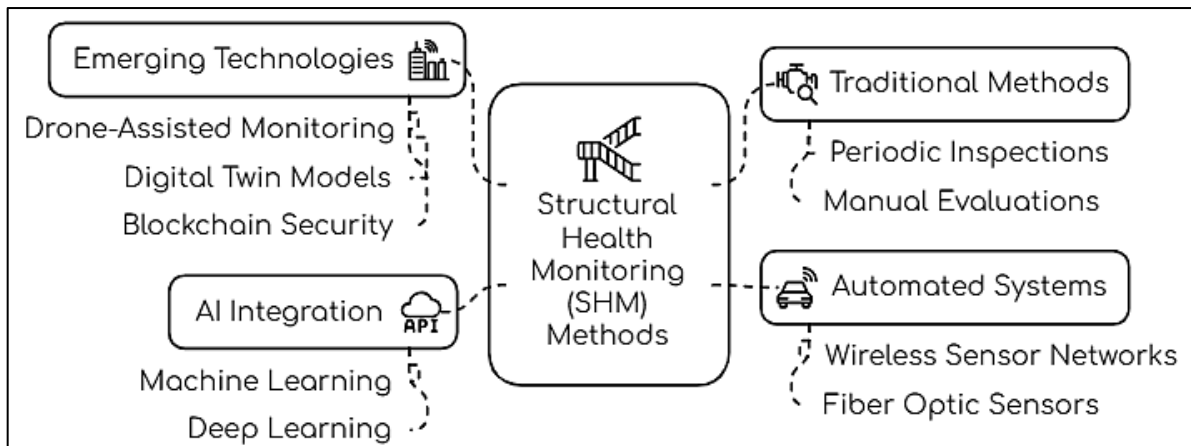 Emerging Technologies
Drone-Assisted Monitoring
Digital Twin Models
Blockchain Security
AI Integration
API
Machine Learning
Deep Learning
Structural
Health
Monitoring
(SHM)
Methods
Traditional Methods
Periodic Inspections
Manual Evaluations
Automated Systems
Wireless Sensor Networks
Fiber Optic Sensors